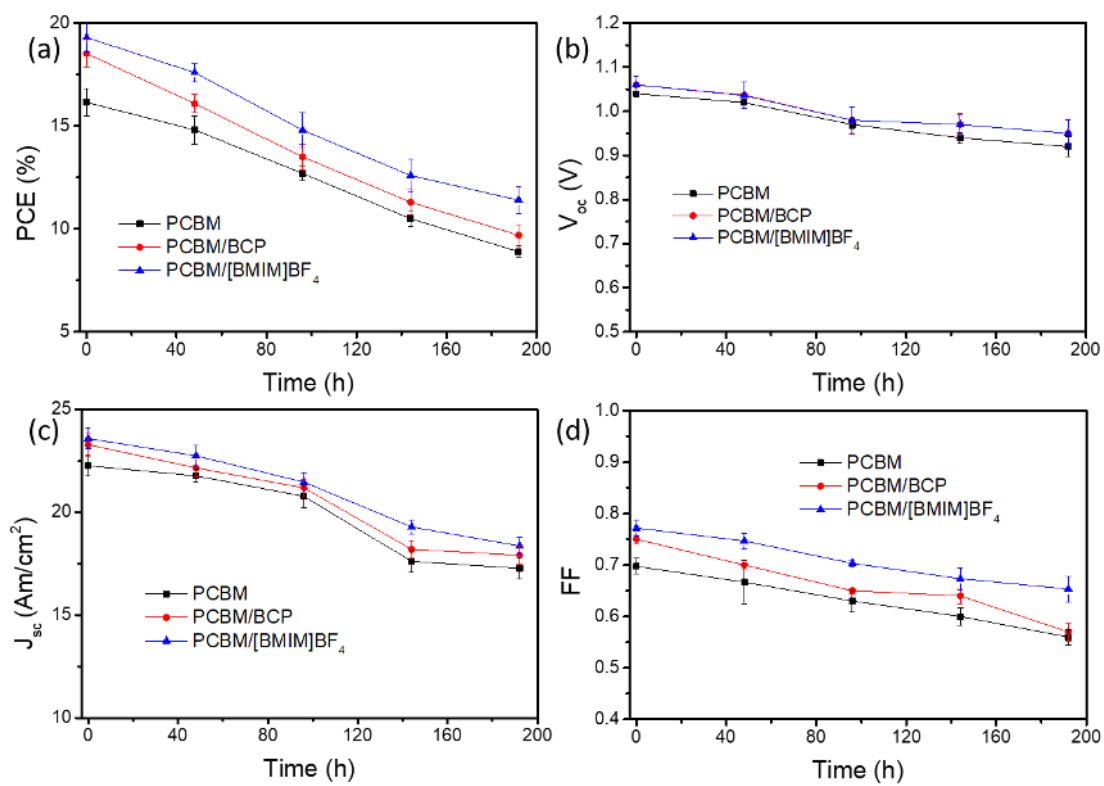 (a)
20
15
10
5
PCE (%)
PCBM
PCBM/BCP
PCBM/[BMIM]BF₄
0 40 80 120 160 200
Time (h)
(b)
1.2
1.1
1.0
0.9
0.8
0.7
0.6
0.5
Voc (V)
PCBM
PCBM/BCP
PCBM/[BMIM]BF₄
0 40 80 120 160 200
Time (h)
(c)
25
20
15
10
Jsc (Am/cm²)
PCBM
PCBM/BCP
PCBM/[BMIM]BF₄
0 40 80 120 160 200
Time (h)
(d)
1.0
0.9
0.8
0.7
0.6
0.5
0.4
FF
PCBM
PCBM/BCP
PCBM/[BMIM]BF₄
0 40 80 120 160 200
Time (h)